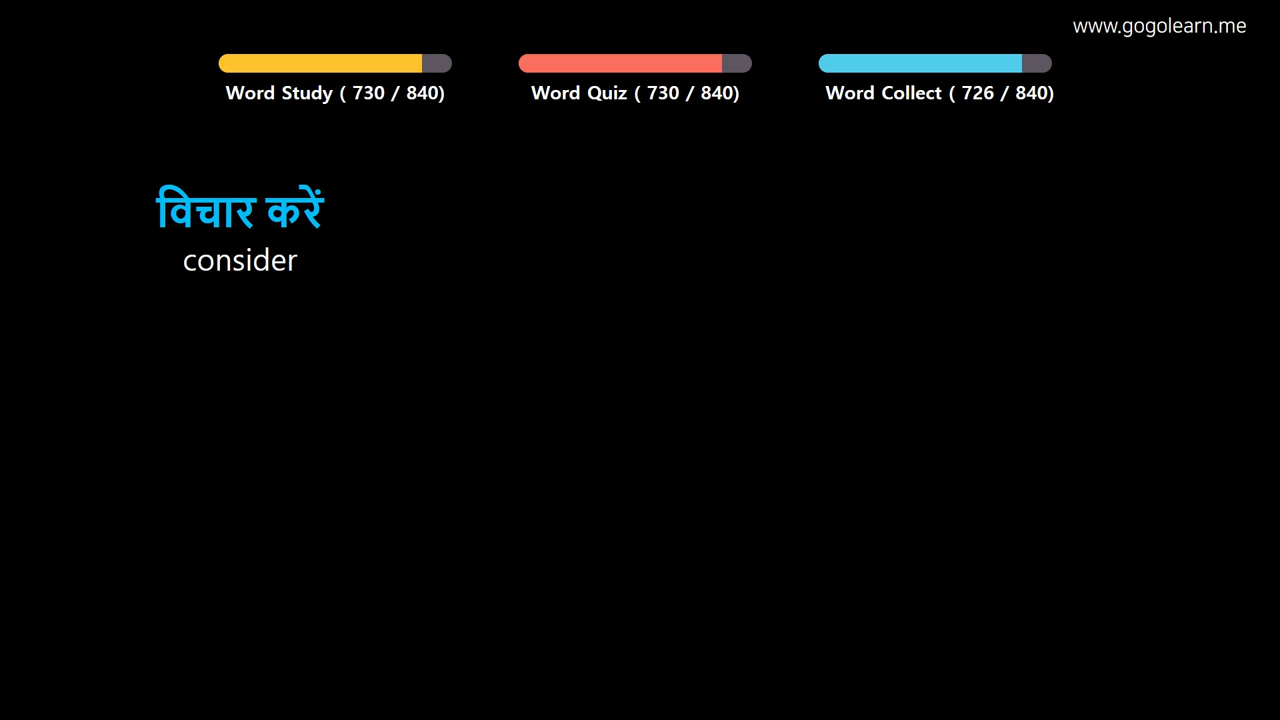 www.gogolearn.me
Word Study ( 730 / 840)
Word Quiz ( 730 / 840)
Word Collect ( 726 / 840)
विचार करें
consider